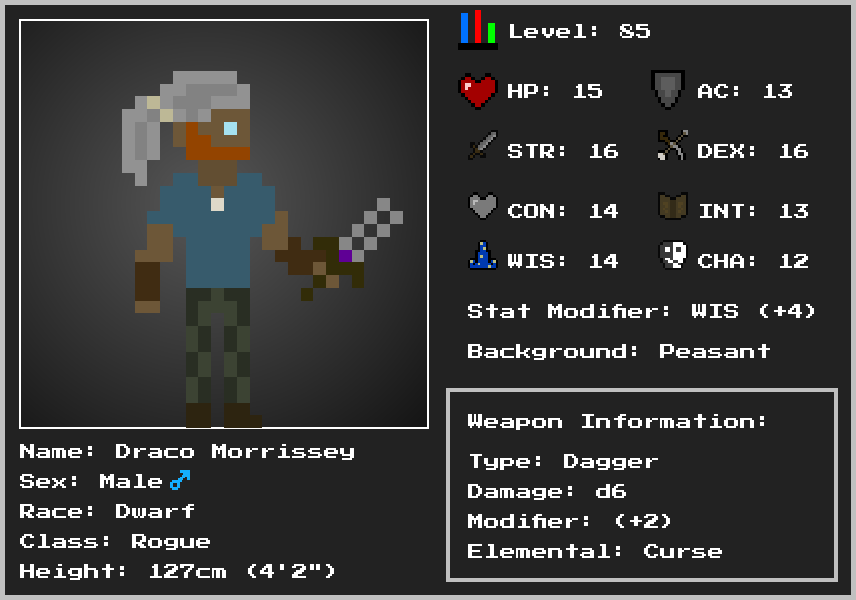 Level: 85
HP: 15 AC: 13
STR: 16 DEX: 16
CON: 14 INT: 13
WIS: 14 CHA: 12
Stat Modifier: WIS (+4)
Background: Peasant
Weapon Information:
Type: Dagger
Damage: d6
Modifier: (+2)
Elemental: Curse
Name: Draco Morrissey
Sex: Male ♂
Race: Dwarf
Class: Rogue
Height: 127cm (4'2")